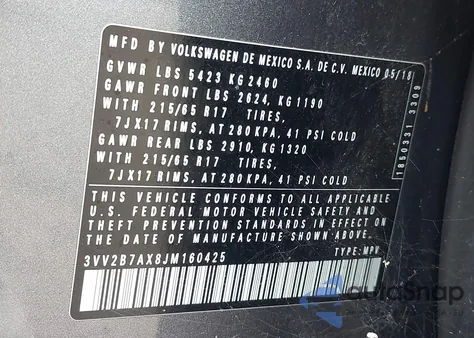 MFD BY VOLKSWAGEN DE MEXICO S.A. DE C.V. MEXICO 05/18
GVWR LBS 5423 KG 2460
GAWR FRONT LBS 2624, KG 1190
WITH 215/65 R17 TIRES,
7JX17 RIMS, AT 280 KPA, 41 PSI COLD
GAWR REAR LBS 2910, KG 1320
WITH 215/65 R17 TIRES,
7JX17 RIMS, AT 280 KPA, 41 PSI COLD
THIS VEHICLE CONFORMS TO ALL APPLICABLE
U.S. FEDERAL MOTOR VEHICLE SAFETY AND
THEFT PREVENTION STANDARDS IN EFFECT ON
THE DATE OF MANUFACTURE SHOWN ABOVE.
3VV2B7AX8JM160425 TYPE: MPV
1850331 3309
autoSnap